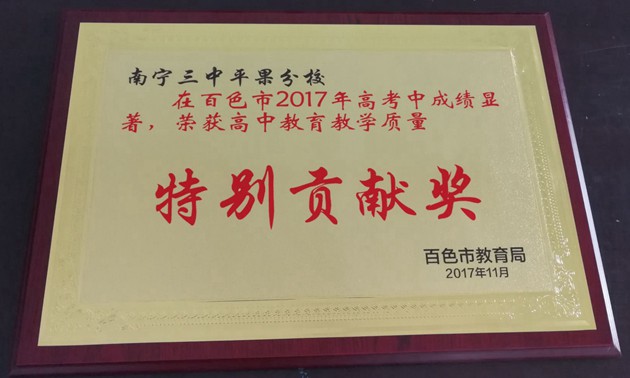 南宁三中平果分校
在百色市2017年高考中成绩显
著，荣获高中教育教学质量
特别贡献奖
百色市教育局
2017年11月